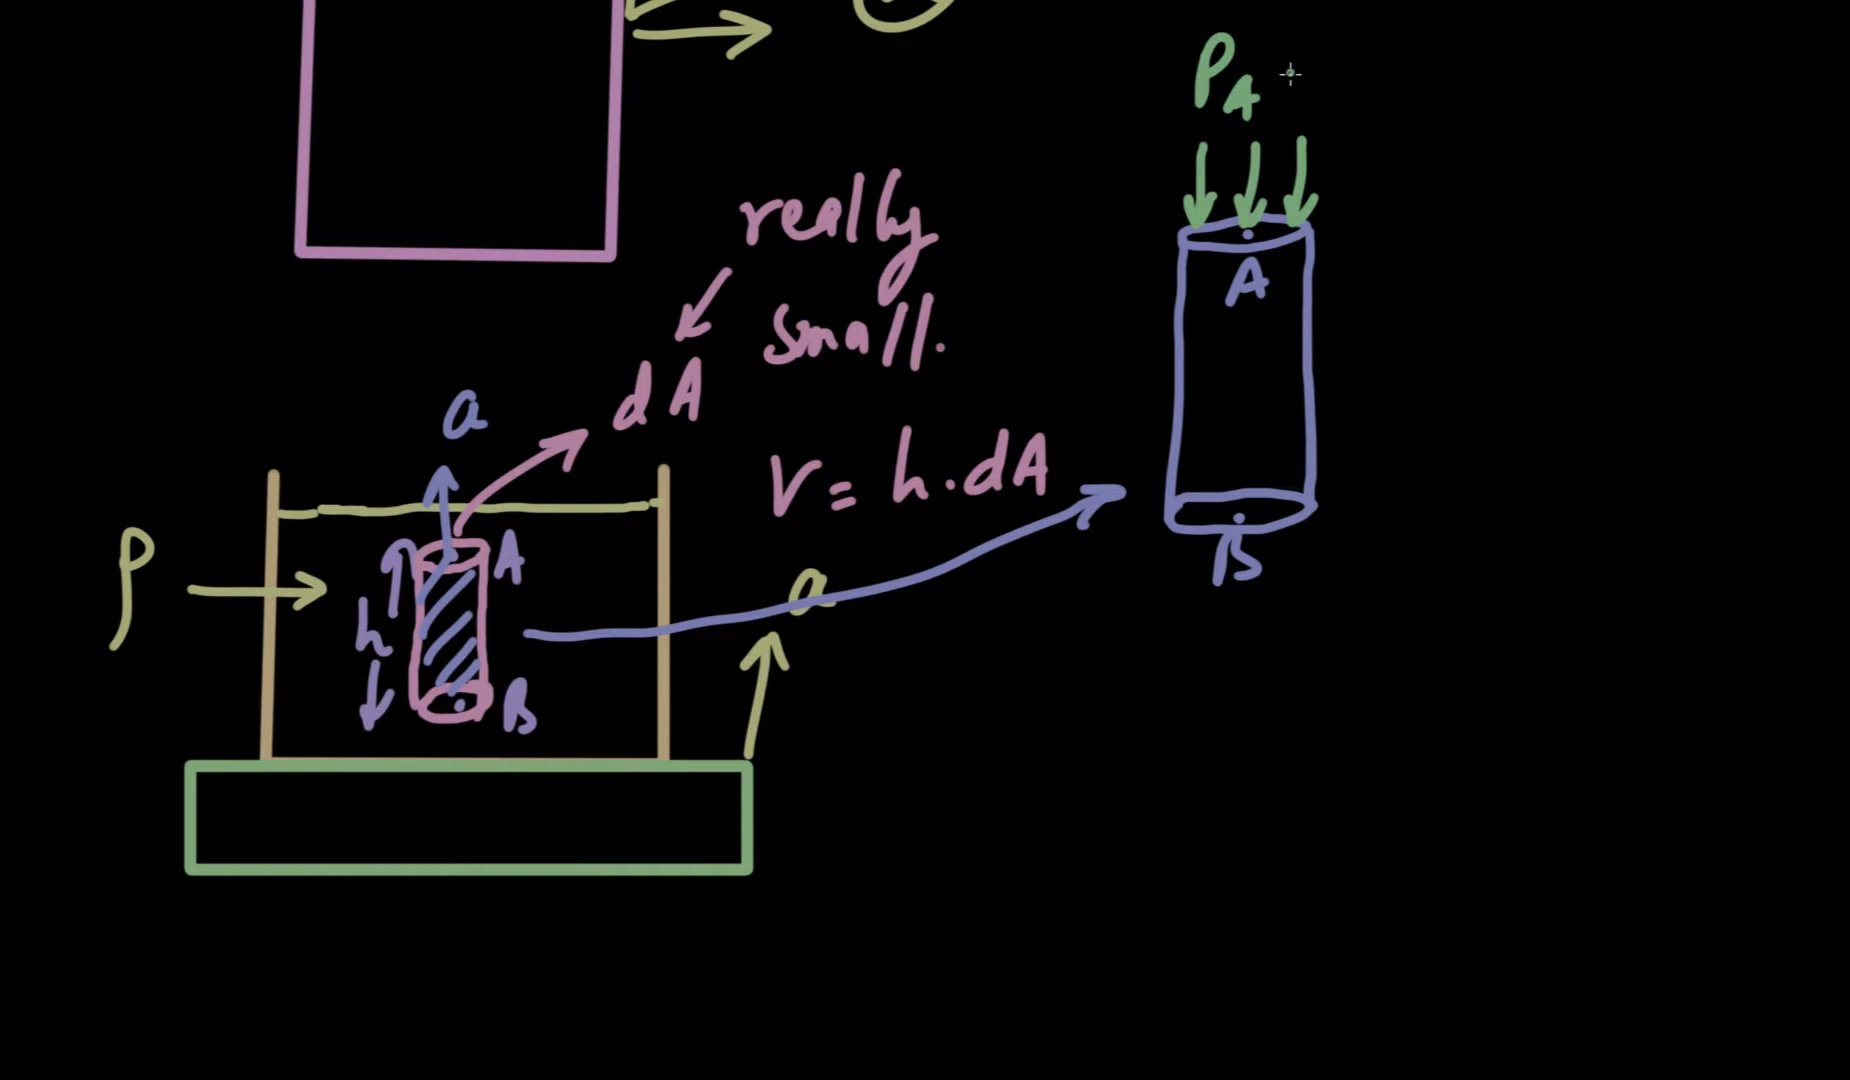 P_A
A
B
really
small.
dA
V = h.dA
a
A
h
B
ρ
a